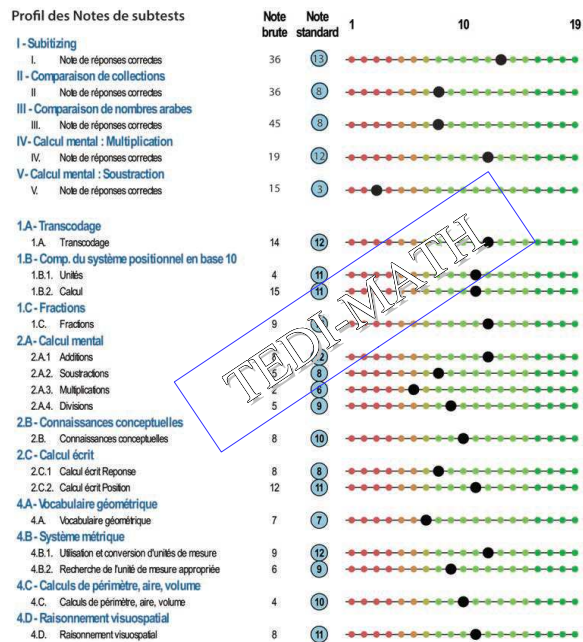 Profil des Notes de subtests Note Note 1 10 19
brute standard
I - Subitizing
I. Note de réponses correctes 36 13
II - Comparaison de collections
II Note de réponses correctes 36 8
III - Comparaison de nombres arabes
III. Note de réponses correctes 45 8
IV - Calcul mental : Multiplication
IV. Note de réponses correctes 19 12
V - Calcul mental : Soustraction
V. Note de réponses correctes 15 3
1.A - Transcodage
1.A. Transcodage 14 12
1.B - Comp. du système positionnel en base 10
1.B.1. Unités 4 11
1.B.2. Calcul 15 11
1.C - Fractions
1.C. Fractions 9
2.A - Calcul mental
2.A.1 Additions
2.A.2. Soustractions 8
2.A.3. Multiplications 2 6
2.A.4. Divisions 5 9
2.B - Connaissances conceptuelles
2.B. Connaissances conceptuelles 8 10
2.C - Calcul écrit
2.C.1 Calcul écrit Reponse 8 8
2.C.2. Calcul écrit Position 12 11
4.A - Vocabulaire géométrique
4.A. Vocabulaire géométrique 7 7
4.B - Système métrique
4.B.1. Utilisation et conversion d'unités de mesure 9 12
4.B.2. Recherche de l'unité de mesure appropriée 6 9
4.C - Calculs de périmètre, aire, volume
4.C. Calculs de périmètre, aire, volume 4 10
4.D - Raisonnement visuospatial
4.D. Raisonnement visuospatial 8 11
TEDI-MATH